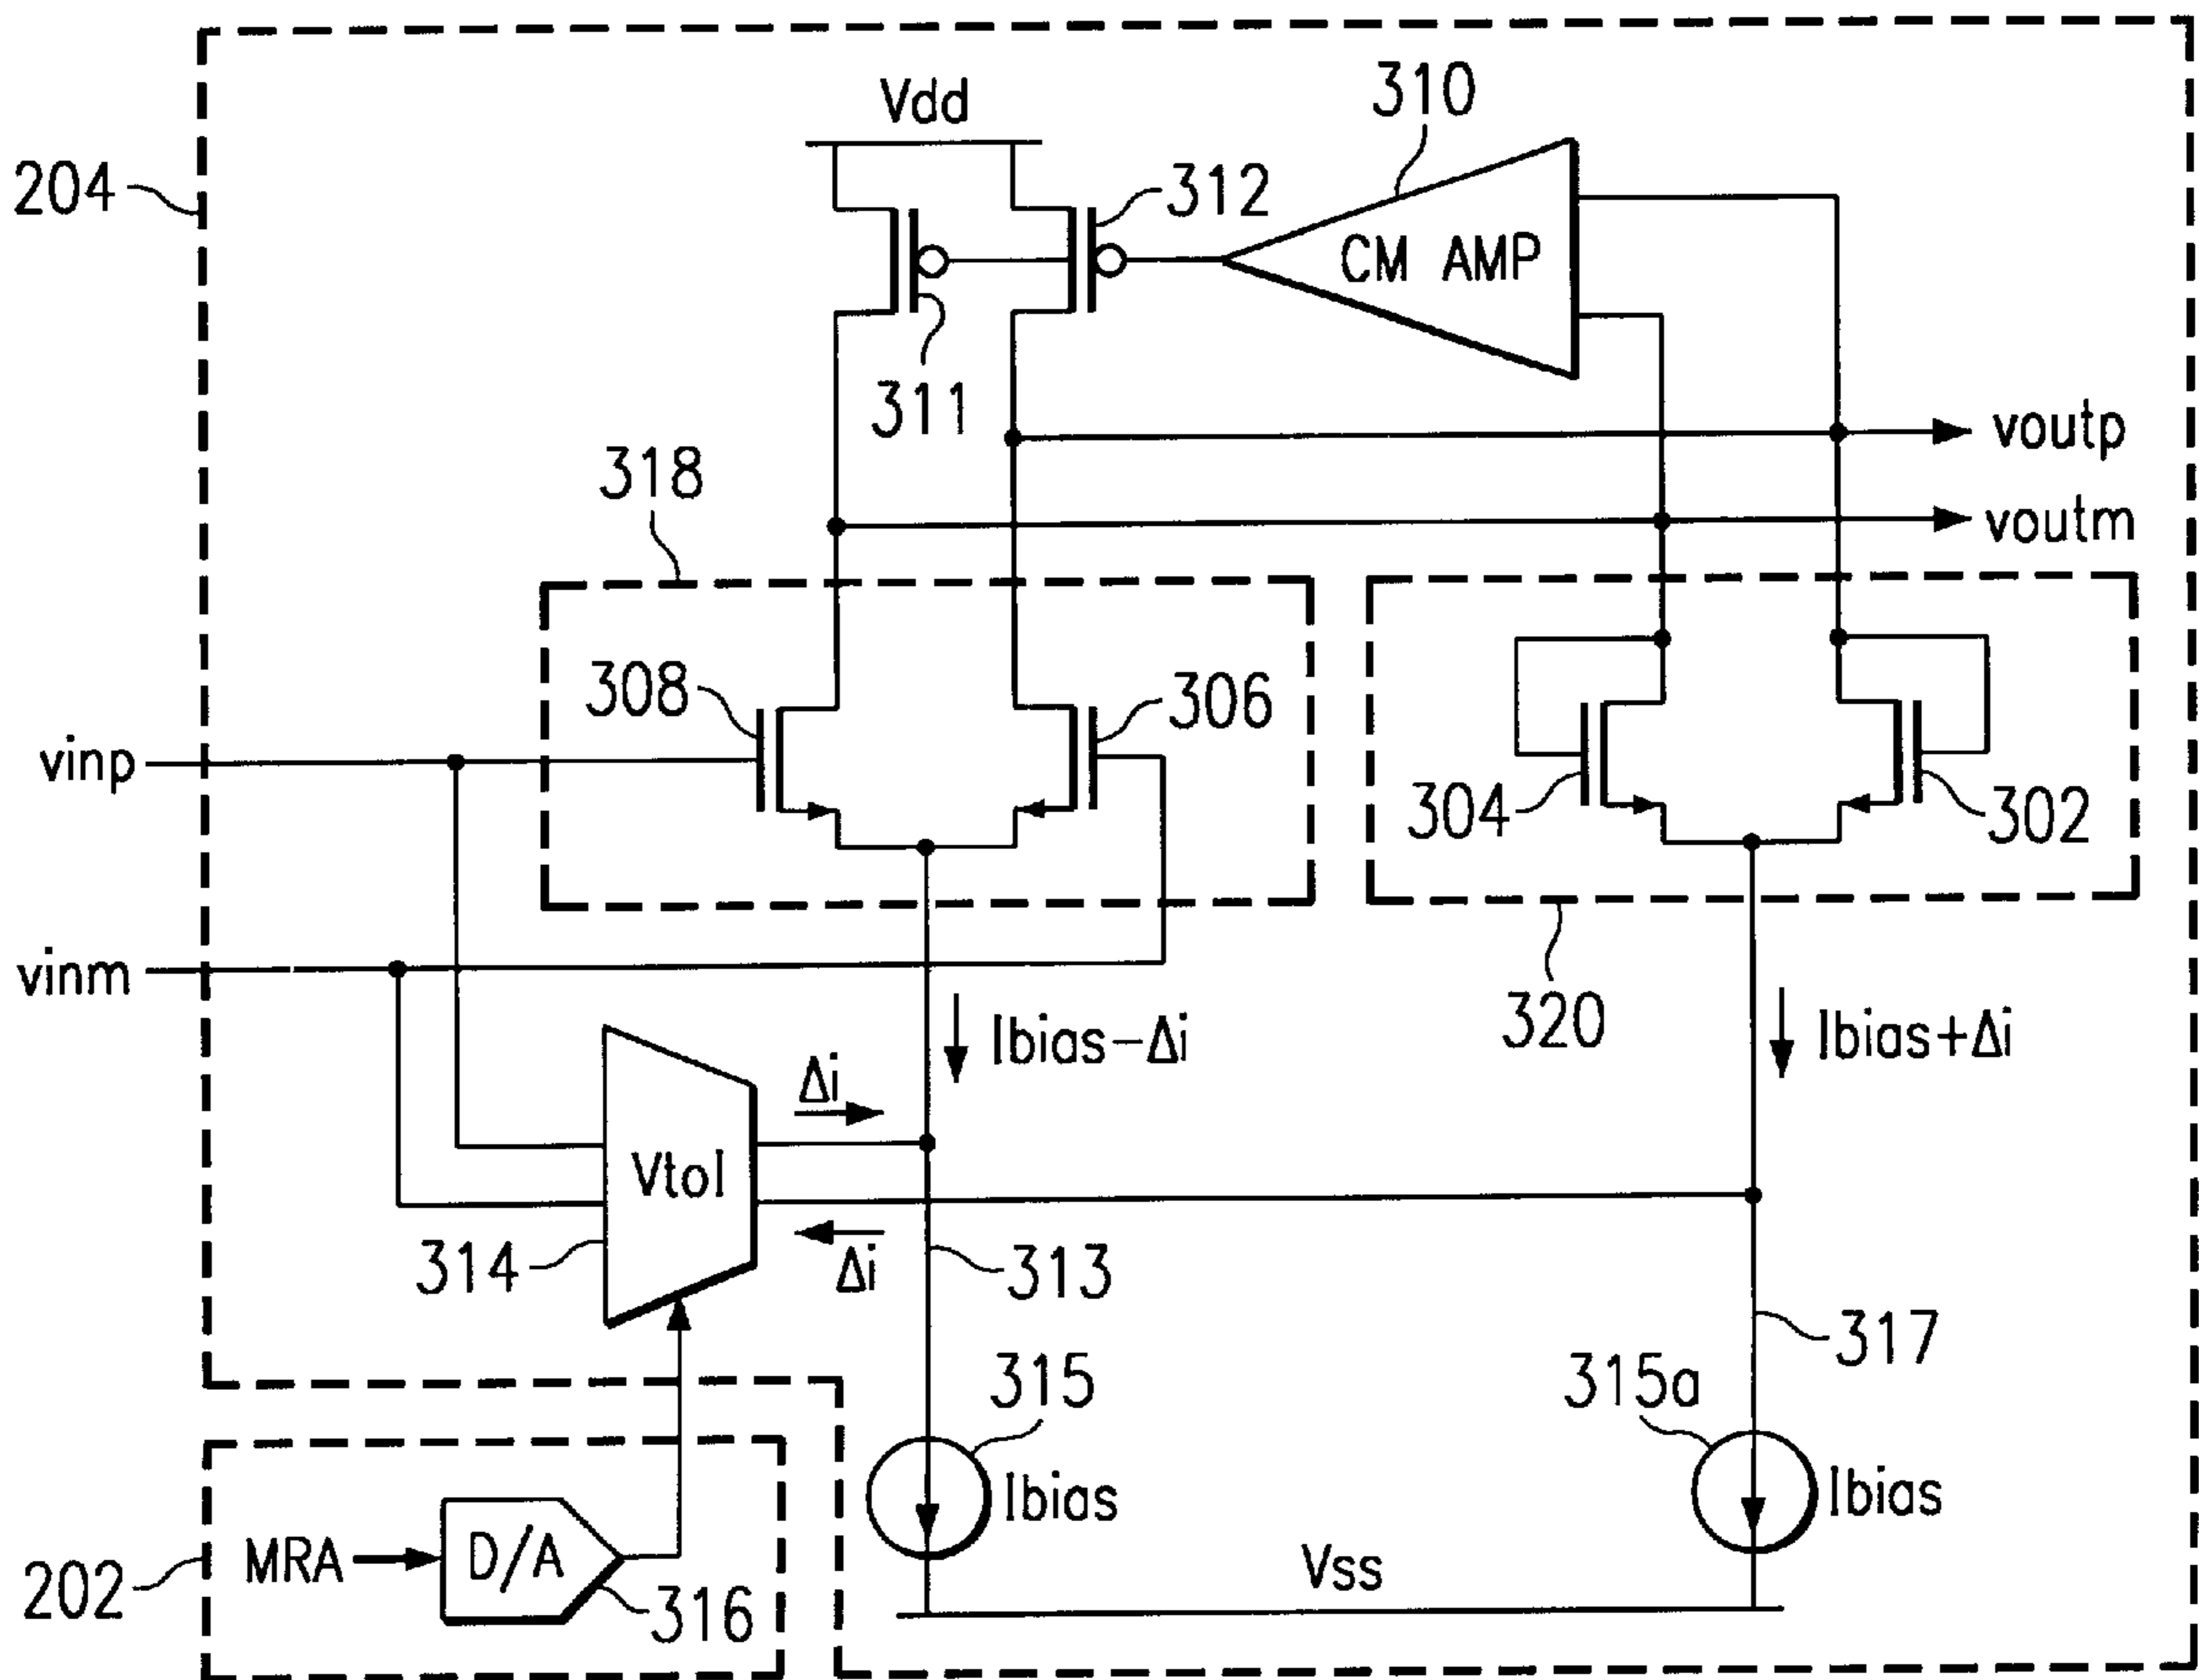 310
Vdd
204
312
CM AMP
311
voutp
318
voutm
308
306
vinp
304
302
vinm
320
Ibias−Δi
Ibias+Δi
Δi
VtoI
314
Δi
313
317
315
315a
Ibias
Ibias
MRA
D/A
Vss
202
316